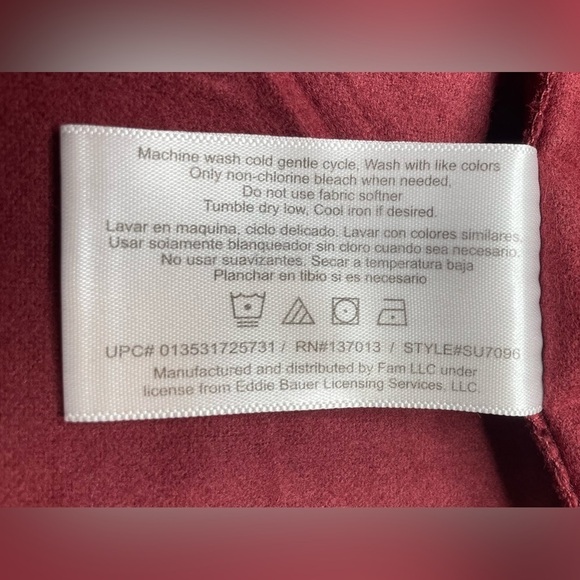 Machine wash cold gentle cycle, Wash with like colors
Only non-chlorine bleach when needed,
Do not use fabric softner
Tumble dry low, Cool iron if desired.
Lavar en maquina, ciclo delicado. Lavar con colores similares.
Usar solamente blanqueador sin cloro cuando sea necesario.
No usar suavizantes. Secar a temperatura baja
Planchar en tibio si es necesario
UPC# 013531725731 / RN#137013 / STYLE#SU7096
Manufactured and distributed by Fam LLC under
license from Eddie Bauer Licensing Services, LLC.